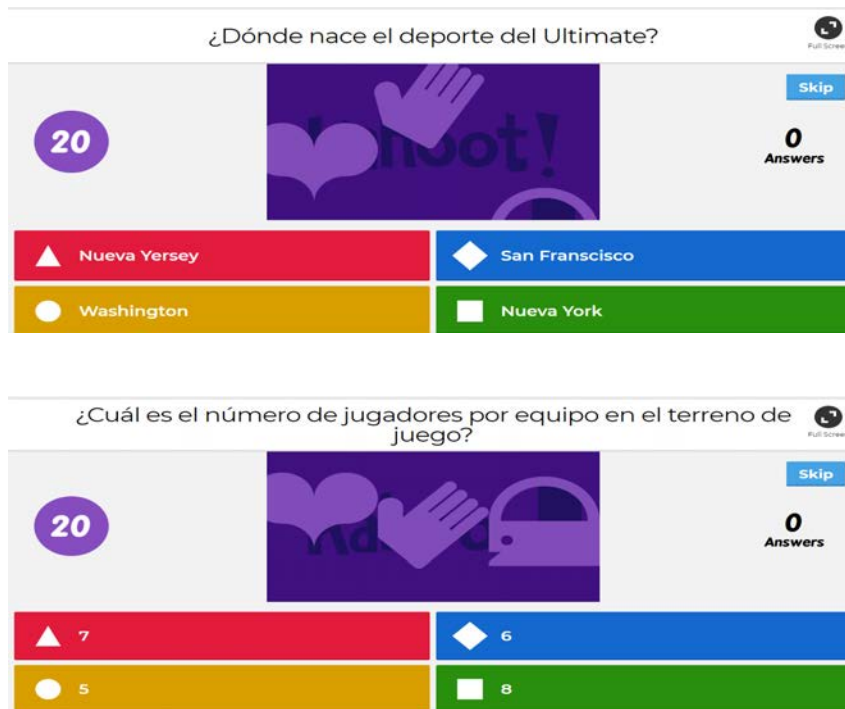 ¿Dónde nace el deporte del Ultimate?
Full Screen
Skip
20
0
Answers
Nueva Yersey
San Franscisco
Washington
Nueva York
¿Cuál es el número de jugadores por equipo en el terreno de
juego?
Skip
20
0
Answers
7
6
5
8